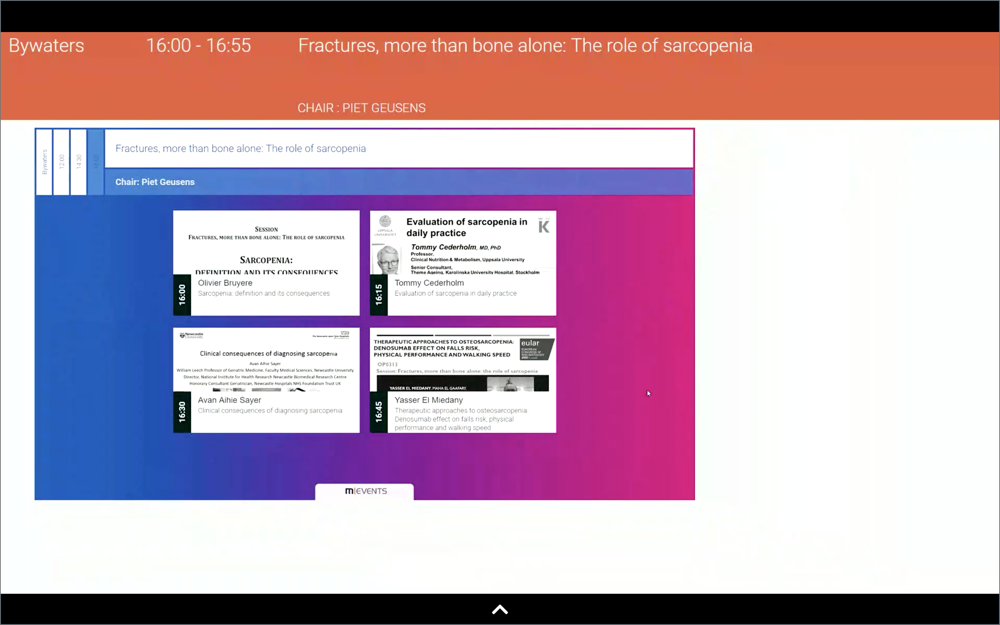 Bywaters 16:00 - 16:55 Fractures, more than bone alone: The role of sarcopenia
CHAIR : PIET GEUSENS
Bywaters
12:00
14:30
16:00
Fractures, more than bone alone: The role of sarcopenia
Chair: Piet Geusens
SESSION
FRACTURES, MORE THAN BONE ALONE: THE ROLE OF SARCOPENIA
SARCOPENIA:
DEFINITION AND ITS CONSEQUENCES
16:00
Olivier Bruyere
Sarcopenia: definition and its consequences
UPPSALA
UNIVERSITET
Evaluation of sarcopenia in
daily practice
K
Tommy Cederholm, MD, PhD
Professor,
Clinical Nutrition & Metabolism, Uppsala University
Senior Consultant,
Theme Ageing, Karolinska University Hospital, Stockholm
16:15
Tommy Cederholm
Evaluation of sarcopenia in daily practice
Newcastle
University
NHS
The Newcastle upon Tyne Hospitals
Clinical consequences of diagnosing sarcopenia
Avan Aihie Sayer
William Leech Professor of Geriatric Medicine, Faculty Medical Sciences, Newcastle University
Director, National Institute for Health Research Newcastle Biomedical Research Centre
Honorary Consultant Geriatrician, Newcastle Hospitals NHS Foundation Trust UK
16:30
Avan Aihie Sayer
Clinical consequences of diagnosing sarcopenia
THERAPEUTIC APPROACHES TO OSTEOSARCOPENIA:
DENOSUMAB EFFECT ON FALLS RISK,
PHYSICAL PERFORMANCE AND WALKING SPEED
eular
EUROPEAN
CONGRESS OF
RHEUMATOLOGY
2021
OP0313
Session: Fractures, more than bone alone: the role of sarcopenia
YASSER EL MIEDANY, MAHA EL GAAFARY,
16:45
Yasser El Miedany
Therapeutic approaches to osteosarcopenia:
Denosumab effect on falls risk, physical
performance and walking speed
m|EVENTS